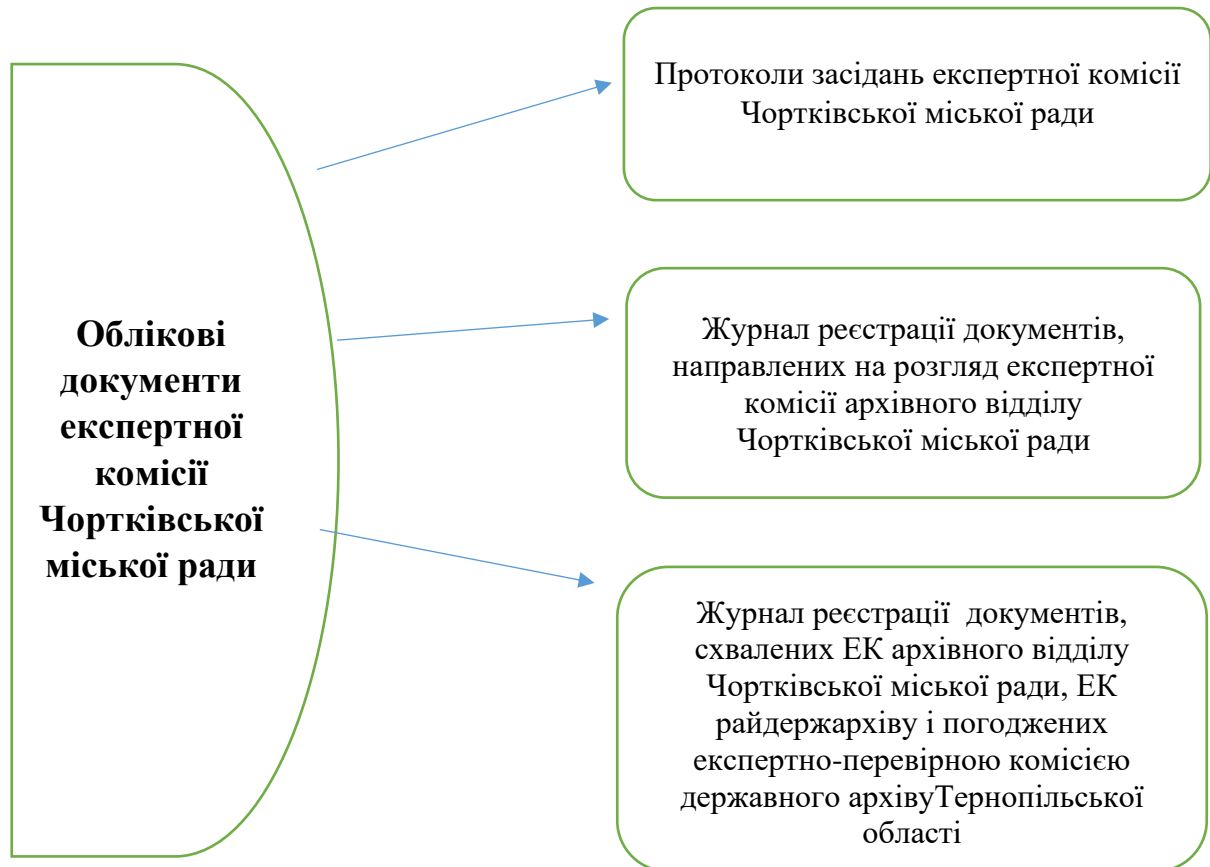 Облікові
документи
експертної
комісії
Чортківської
міської ради
Протоколи засідань експертної комісії
Чортківської міської ради
Журнал реєстрації документів,
направлених на розгляд експертної
комісії архівного відділу
Чортківської міської ради
Журнал реєстрації  документів,
схвалених ЕК архівного відділу
Чортківської міської ради, ЕК
райдержархіву і погоджених
експертно-перевірною комісією
державного архівуТернопільської
області